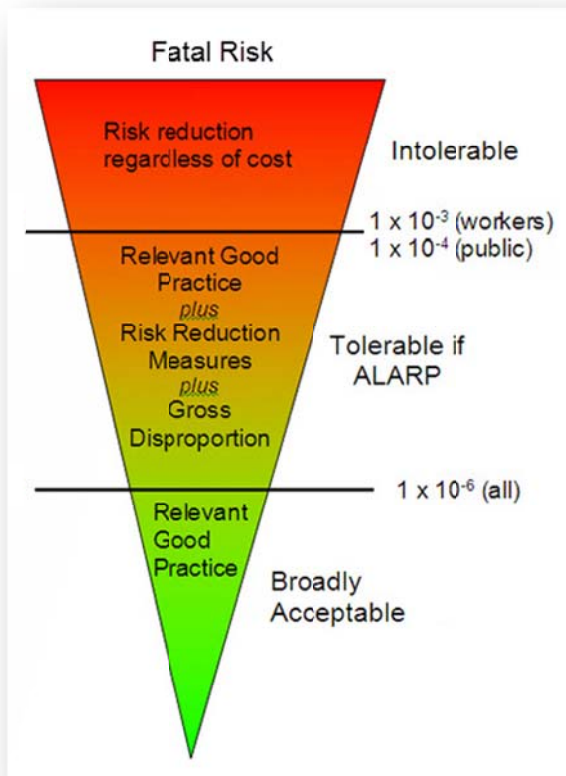 Fatal Risk
Risk reduction
regardless of cost
Intolerable
1 x 10⁻³ (workers)
1 x 10⁻⁴ (public)
Relevant Good
Practice
plus
Risk Reduction
Measures
plus
Gross
Disproportion
Tolerable if
ALARP
1 x 10⁻⁶ (all)
Relevant
Good
Practice
Broadly
Acceptable